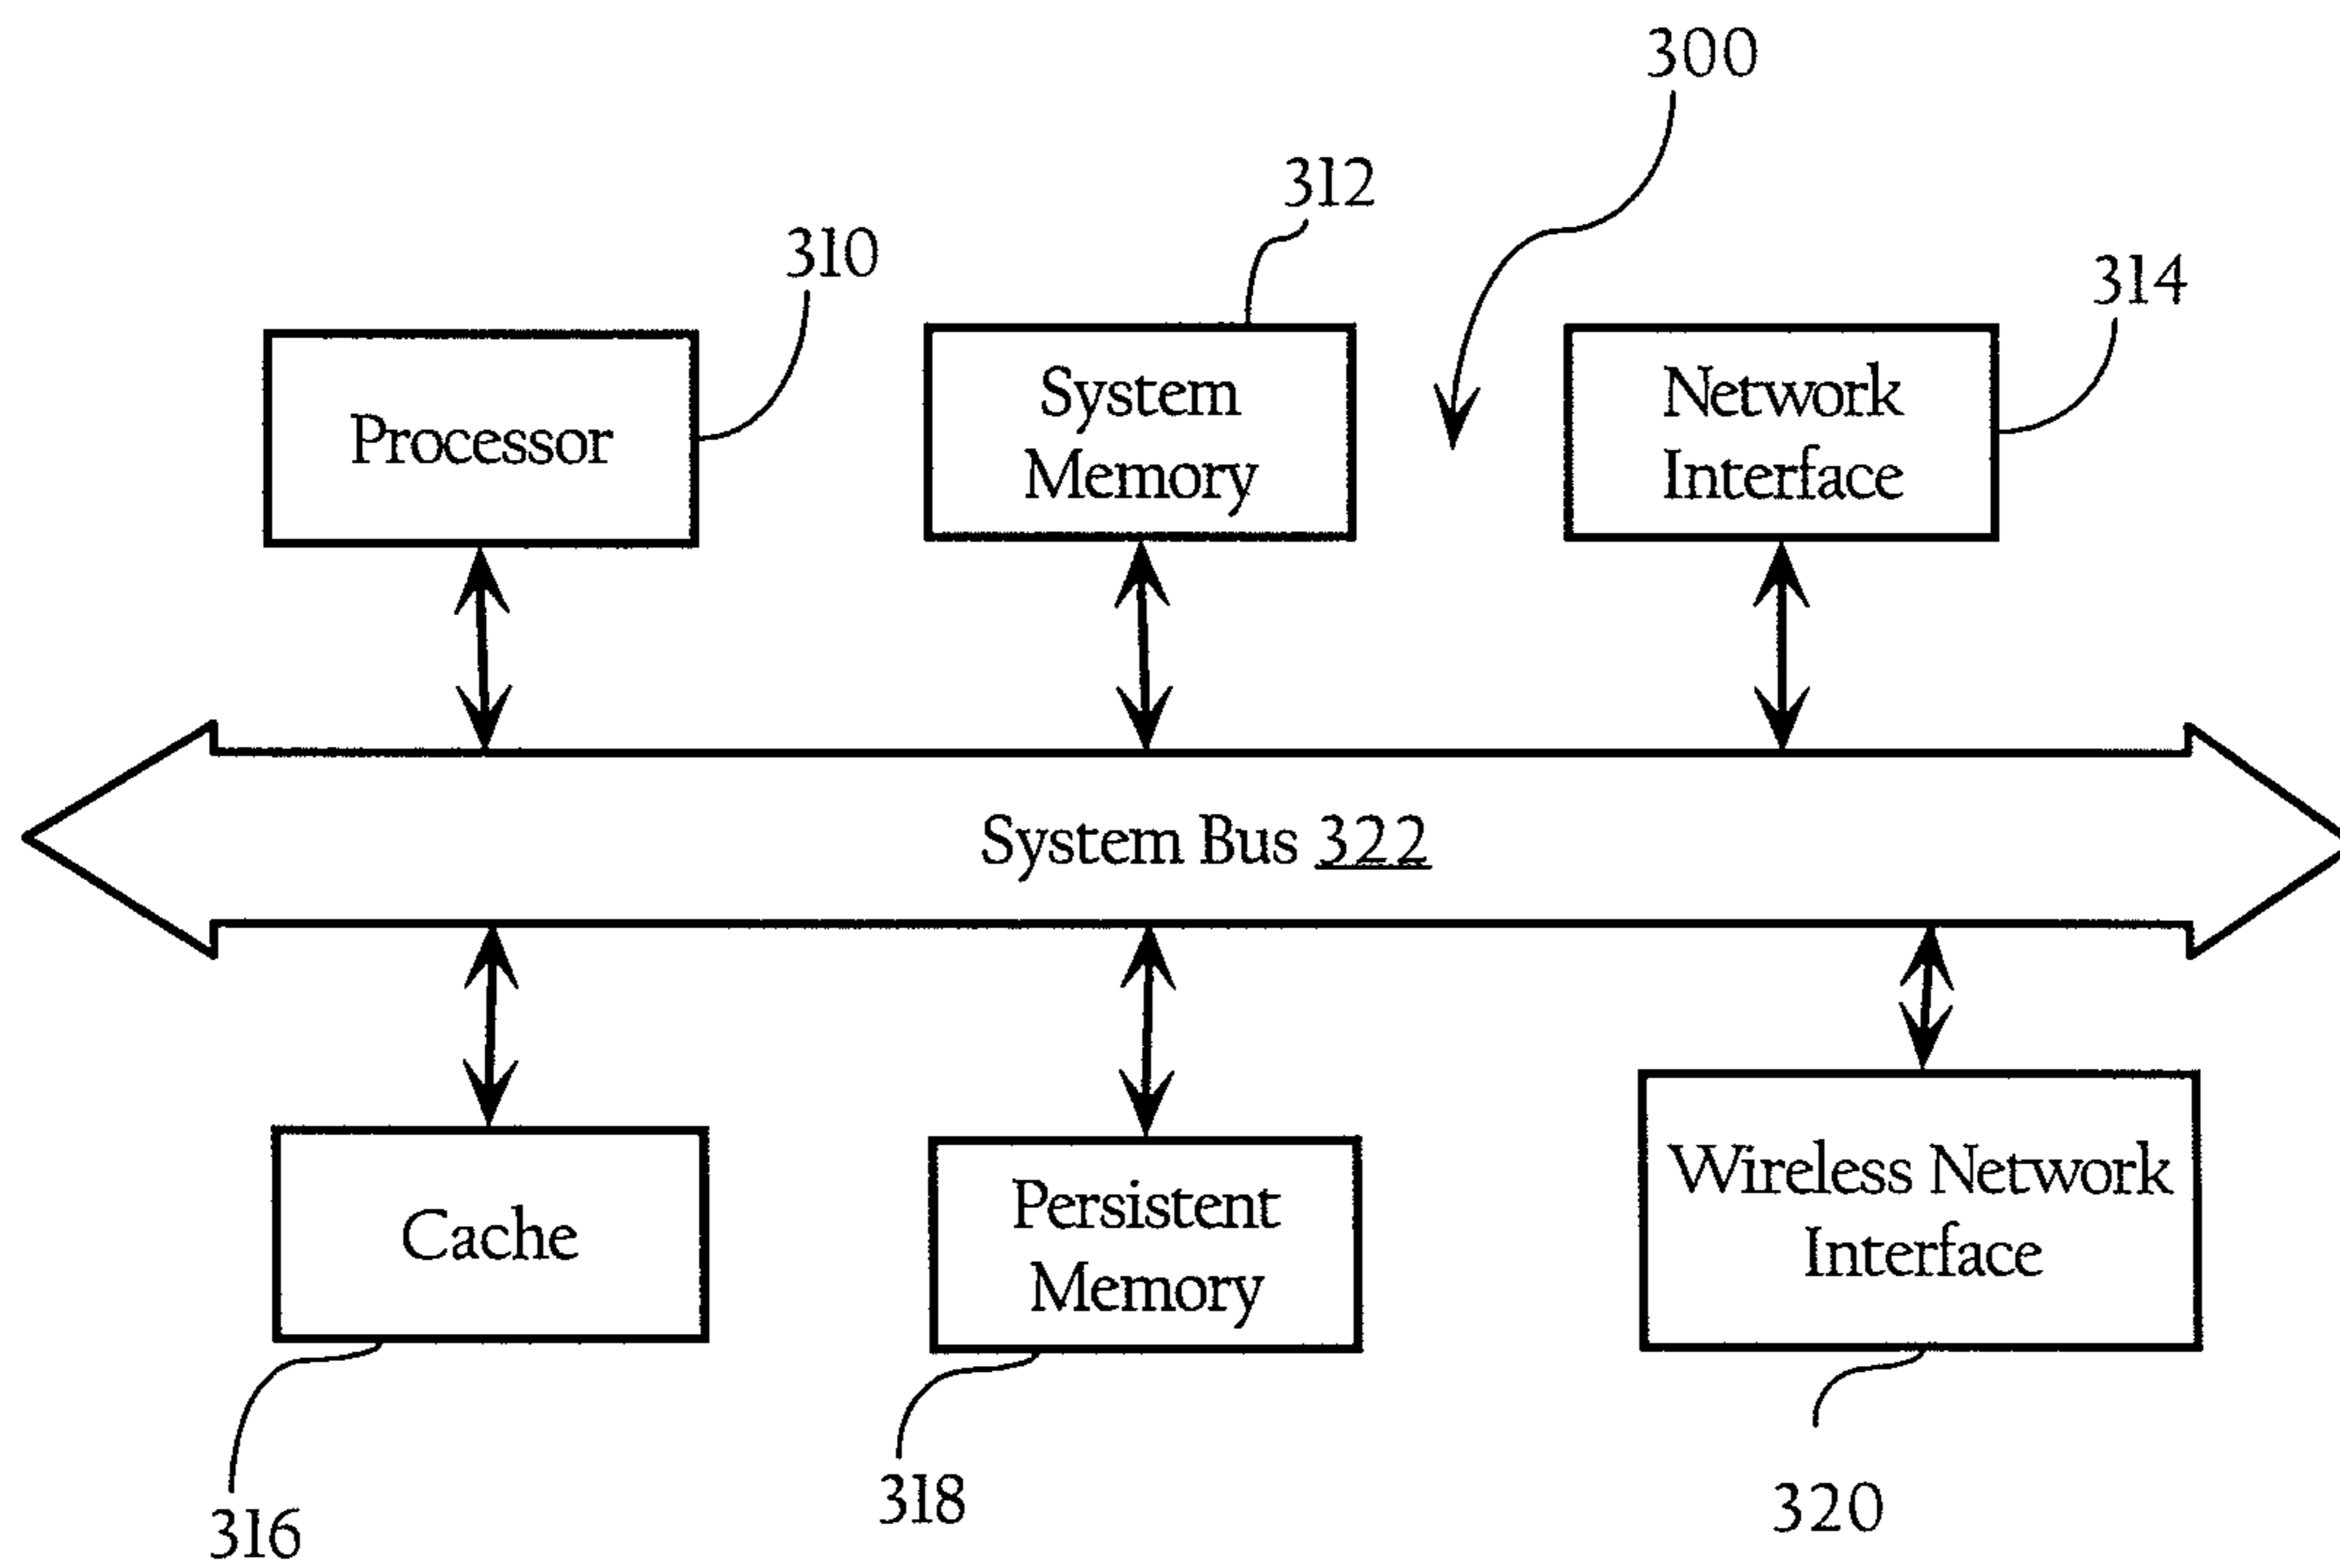 300
312
310
314
Processor
System
Memory
Network
Interface
System Bus 322
Cache
Persistent
Memory
Wireless Network
Interface
316
318
320